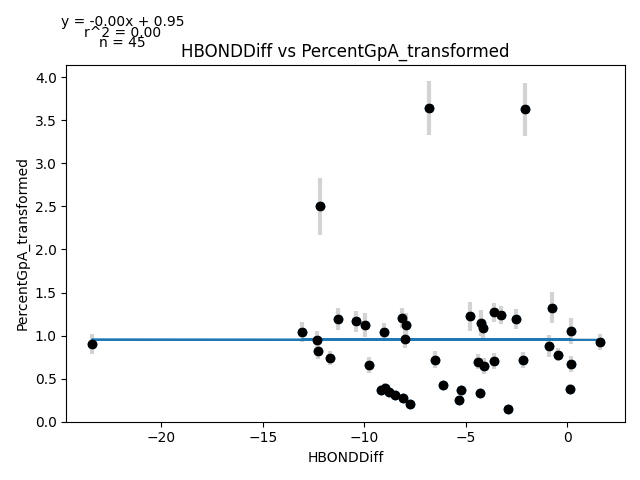 y = -0.00x + 0.95
r^2 = 0.00
n = 45
HBONDDiff vs PercentGpA_transformed
4.0
3.5
3.0
2.5
2.0
1.5
1.0
0.5
0.0
PercentGpA_transformed
−20
−15
−10
−5
0
HBONDDiff